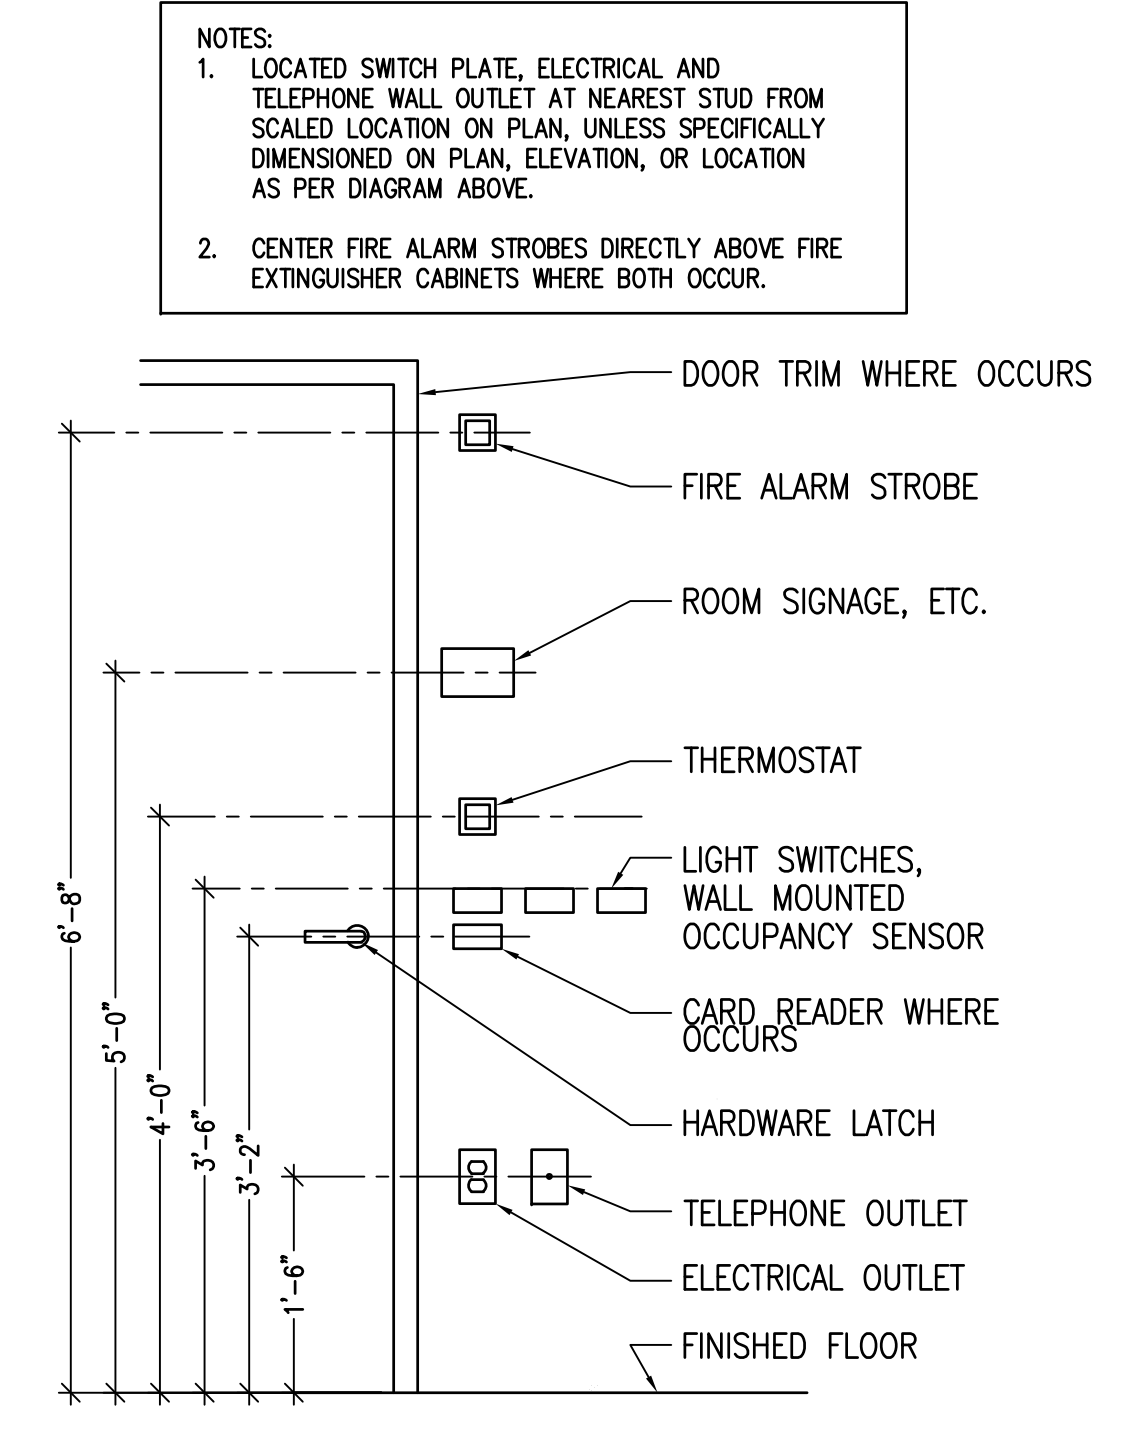 NOTES:
1. LOCATED SWITCH PLATE, ELECTRICAL AND
TELEPHONE WALL OUTLET AT NEAREST STUD FROM
SCALED LOCATION ON PLAN, UNLESS SPECIFICALLY
DIMENSIONED ON PLAN, ELEVATION, OR LOCATION
AS PER DIAGRAM ABOVE.
2. CENTER FIRE ALARM STROBES DIRECTLY ABOVE FIRE
EXTINGUISHER CABINETS WHERE BOTH OCCUR.
DOOR TRIM WHERE OCCURS
FIRE ALARM STROBE
ROOM SIGNAGE, ETC.
THERMOSTAT
LIGHT SWITCHES,
WALL MOUNTED
OCCUPANCY SENSOR
CARD READER WHERE
OCCURS
HARDWARE LATCH
TELEPHONE OUTLET
ELECTRICAL OUTLET
FINISHED FLOOR
6'-8"
5'-0"
4'-0"
3'-6"
3'-2"
1'-6"